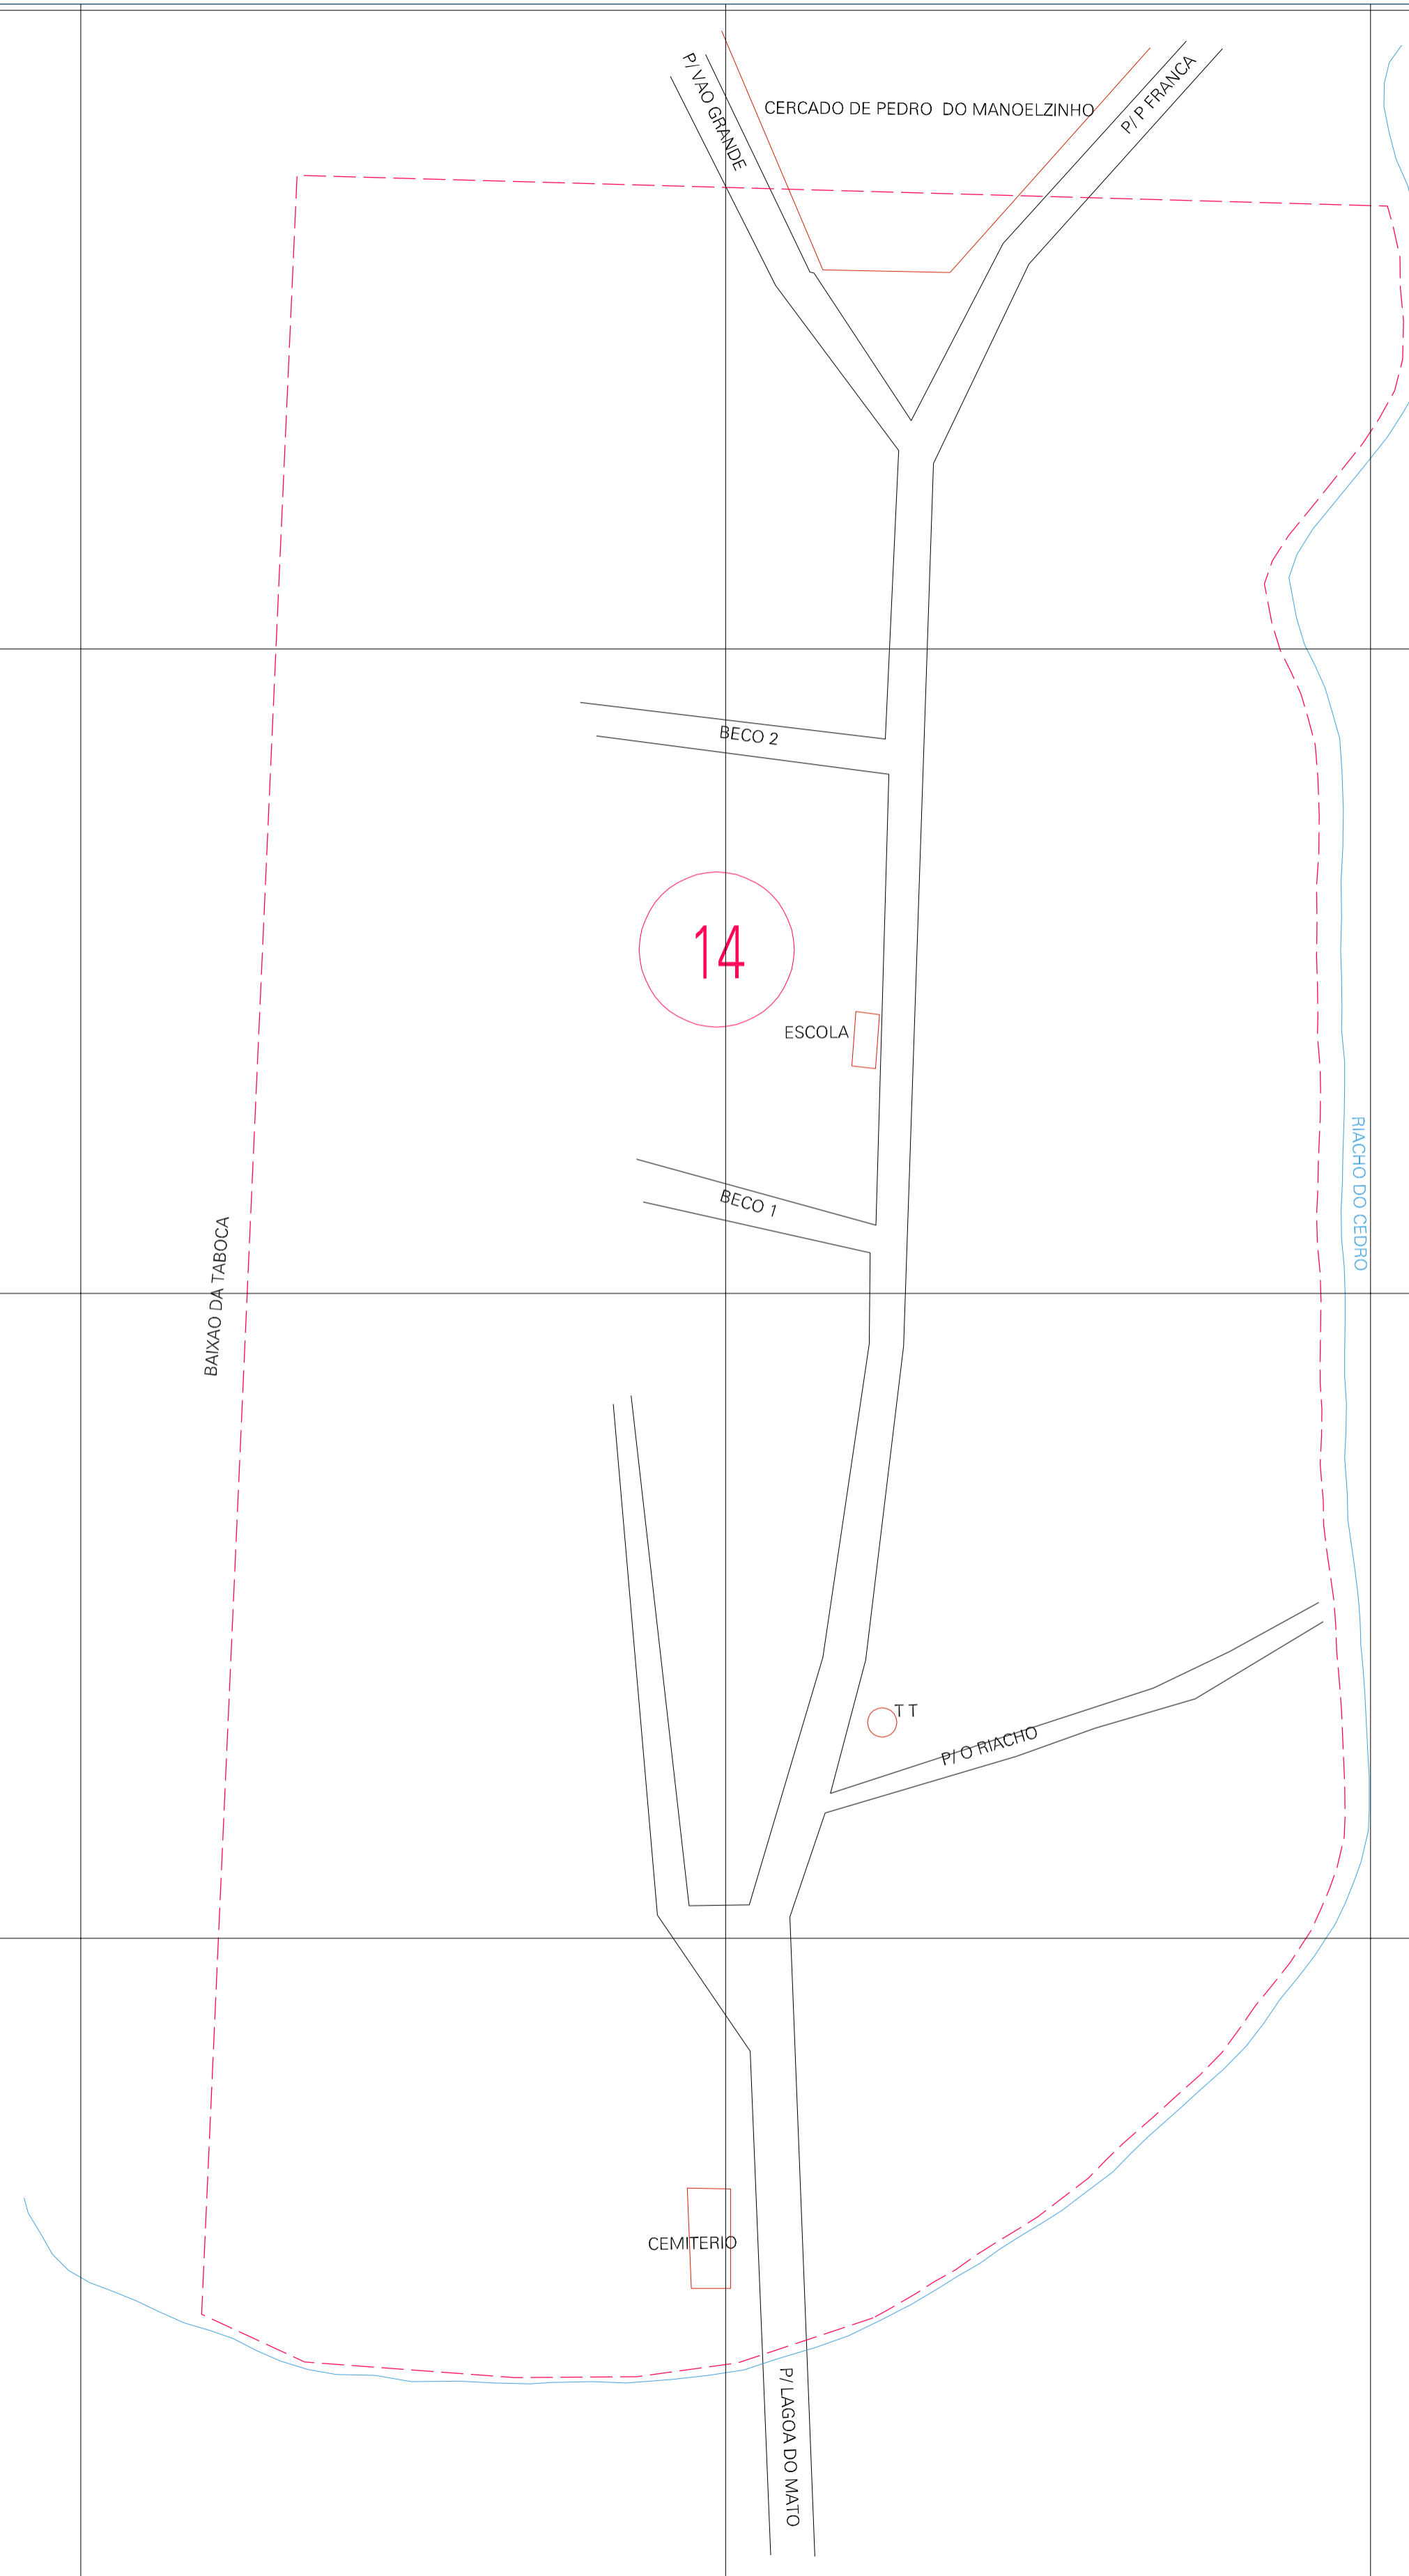 P/ VAO GRANDE
CERCADO DE PEDRO DO MANOELZINHO
P/ P FRANCA
BECO 2
14
ESCOLA
RIACHO DO CEDRO
BECO 1
BAIXAO DA TABOCA
T T
P/ O RIACHO
CEMITERIO
P/ LAGOA DO MATO